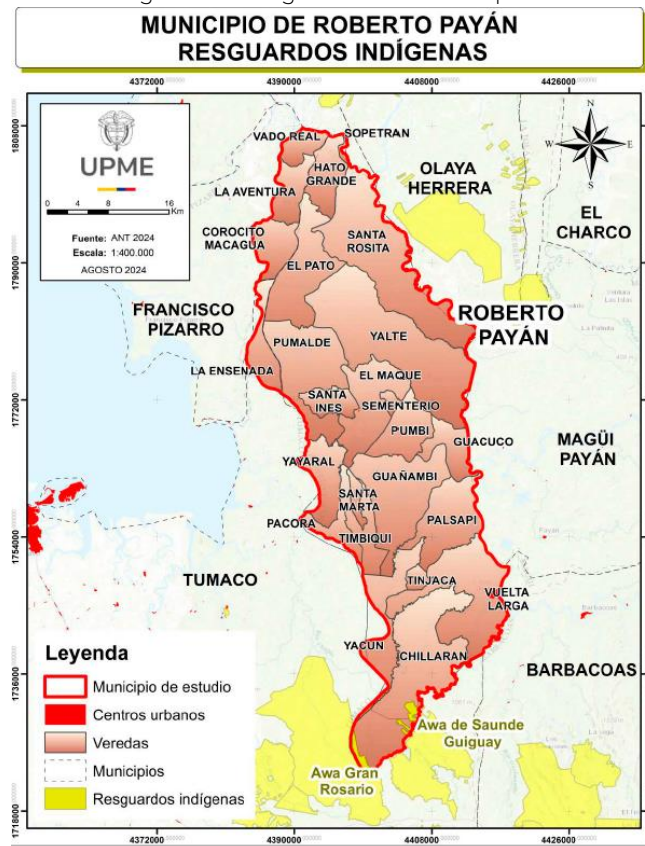 MUNICIPIO DE ROBERTO PAYÁN
RESGUARDOS INDÍGENAS
4372000
4390000
4408000
4426000
1808000
1790000
1772000
1754000
1736000
1718000
UPME
0 4 8 16
Km
Fuente: ANT 2024
Escala: 1:400.000
AGOSTO 2024
N
W
E
S
VADO REAL
SOPETRAN
HATO
GRANDE
LA AVENTURA
OLAYA
HERRERA
EL
CHARCO
COROCITO
MACAGUA
SANTA
ROSITA
EL PATO
FRANCISCO
PIZARRO
ROBERTO
PAYÁN
PUMALDE
YALTE
LA ENSENADA
EL MAQUE
SANTA
INES
SEMENTERIO
PUMBI
GUACUCO
MAGÜI
PAYÁN
YAYARAL
GUAÑAMBI
SANTA
MARTA
PACORA
PALSAPI
TIMBIQUI
TUMACO
TINJACA
VUELTA
LARGA
YACUN
CHILLARAN
BARBACOAS
Awa de Saunde
Guiguay
Awa Gran
Rosario
Leyenda
Municipio de estudio
Centros urbanos
Veredas
Municipios
Resguardos indígenas
4372000
4390000
4408000
4426000